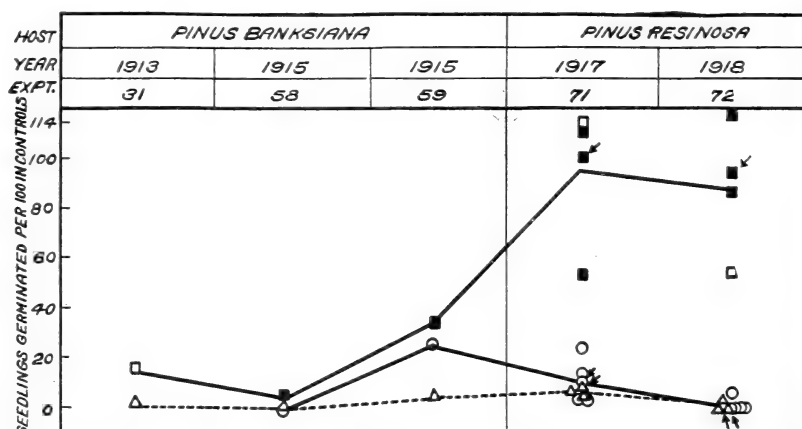 HOST PINUS BANKSIANA PINUS RESINOSA
YEAR 1913 1915 1915 1917 1918
EXPT. 31 58 59 71 72
SEEDLINGS GERMINATED PER 100 IN CONTROLS
114
100
80
60
40
20
0